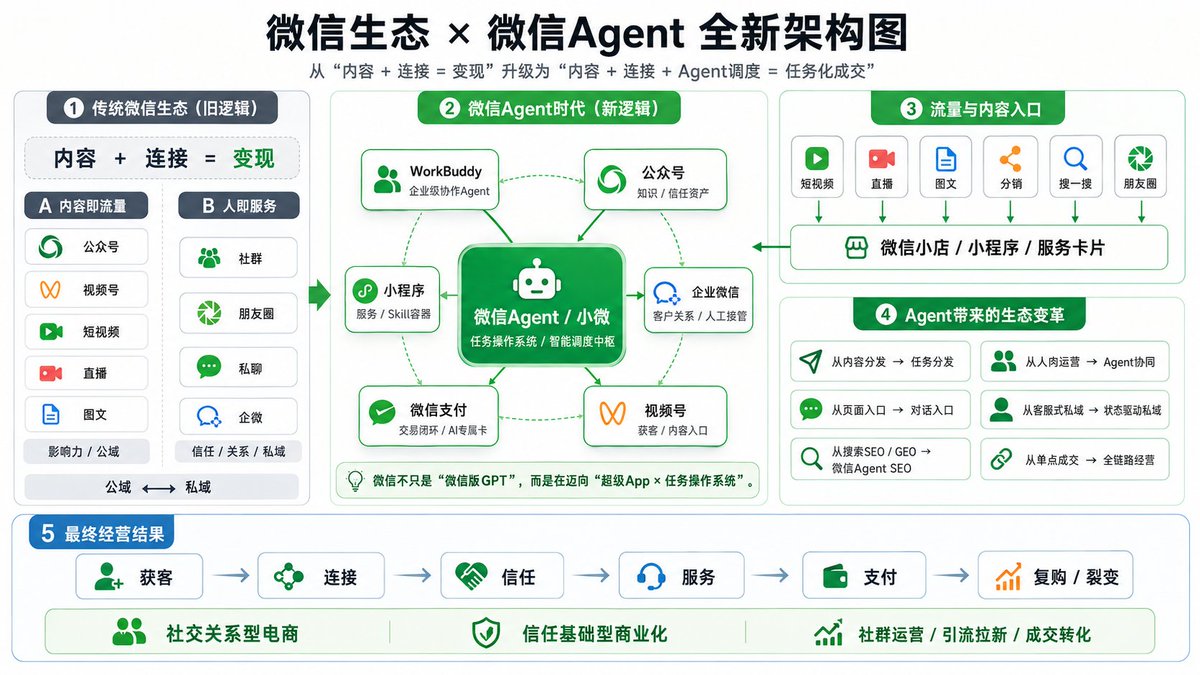 微信生态 × 微信Agent 全新架构图
从“内容 + 连接 = 变现”升级为“内容 + 连接 + Agent调度 = 任务化成交”
1 传统微信生态（旧逻辑）
内容 + 连接 = 变现
A 内容即流量
公众号
视频号
短视频
直播
图文
影响力 / 公域
B 人即服务
社群
朋友圈
私聊
企微
信任 / 关系 / 私域
公域 ⟷ 私域
2 微信Agent时代（新逻辑）
WorkBuddy
企业级协作Agent
公众号
知识 / 信任资产
小程序
服务 / Skill容器
微信Agent / 小微
任务操作系统 / 智能调度中枢
企业微信
客户关系 / 人工接管
微信支付
交易闭环 / AI专属卡
视频号
获客 / 内容入口
微信不只是“微信版GPT”，而是在迈向“超级App × 任务操作系统”。
3 流量与内容入口
短视频
直播
图文
分销
搜一搜
朋友圈
微信小店 / 小程序 / 服务卡片
4 Agent带来的生态变革
从内容分发 → 任务分发
从人肉运营 → Agent协同
从页面入口 → 对话入口
从客服式私域 → 状态驱动私域
从搜索SEO / GEO →
微信Agent SEO
从单点成交 → 全链路经营
5 最终经营结果
获客
连接
信任
服务
支付
复购 / 裂变
社交关系型电商
信任基础型商业化
社群运营 / 引流拉新 / 成交转化